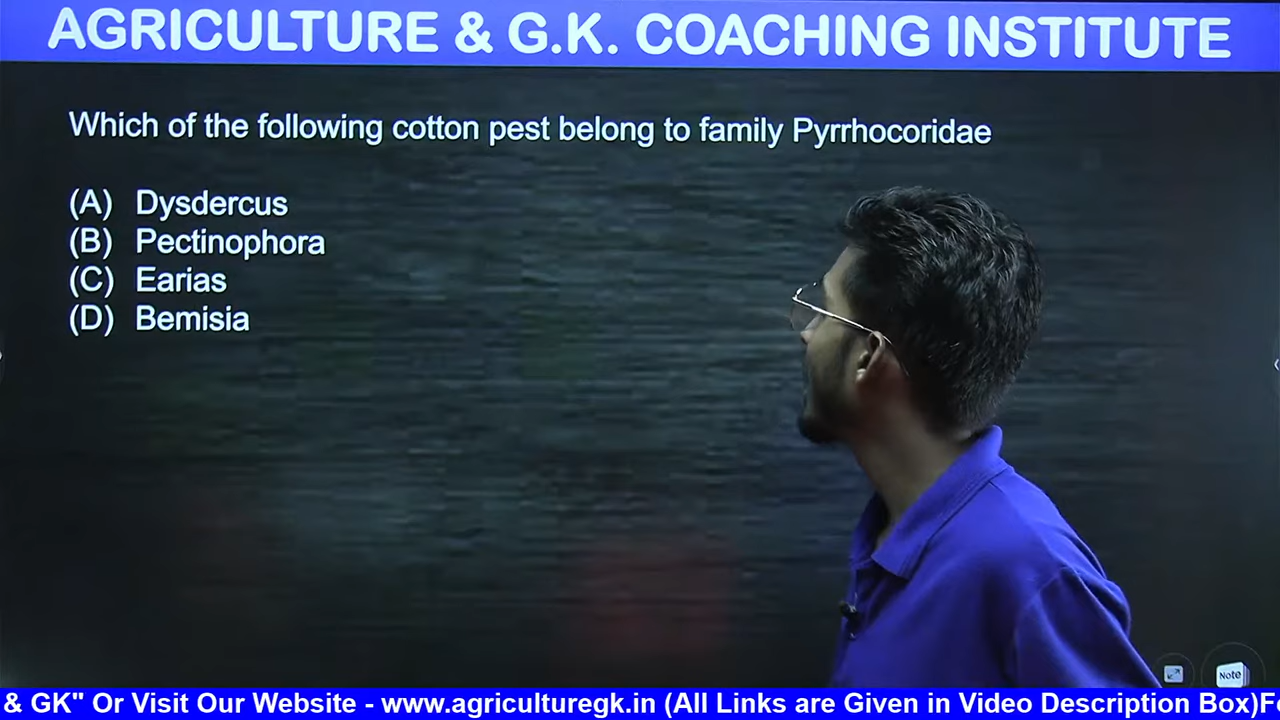 AGRICULTURE & G.K. COACHING INSTITUTE
Which of the following cotton pest belong to family Pyrrhocoridae
(A) Dysdercus
(B) Pectinophora
(C) Earias
(D) Bemisia
Note
& GK" Or Visit Our Website - www.agriculturegk.in (All Links are Given in Video Description Box)